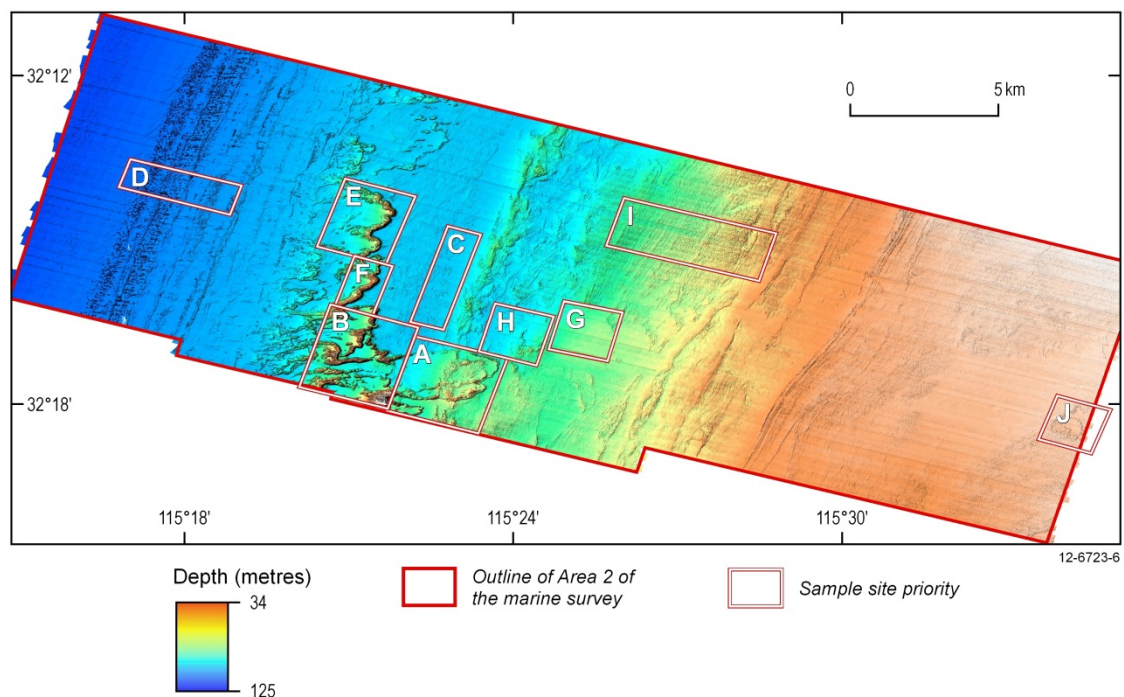 32°12'
0 5 km
D
E
C
I
F
B
A
H
G
32°18'
J
115°18'
115°24'
115°30'
12-6723-6
Depth (metres)
34
125
Outline of Area 2 of
the marine survey
Sample site priority